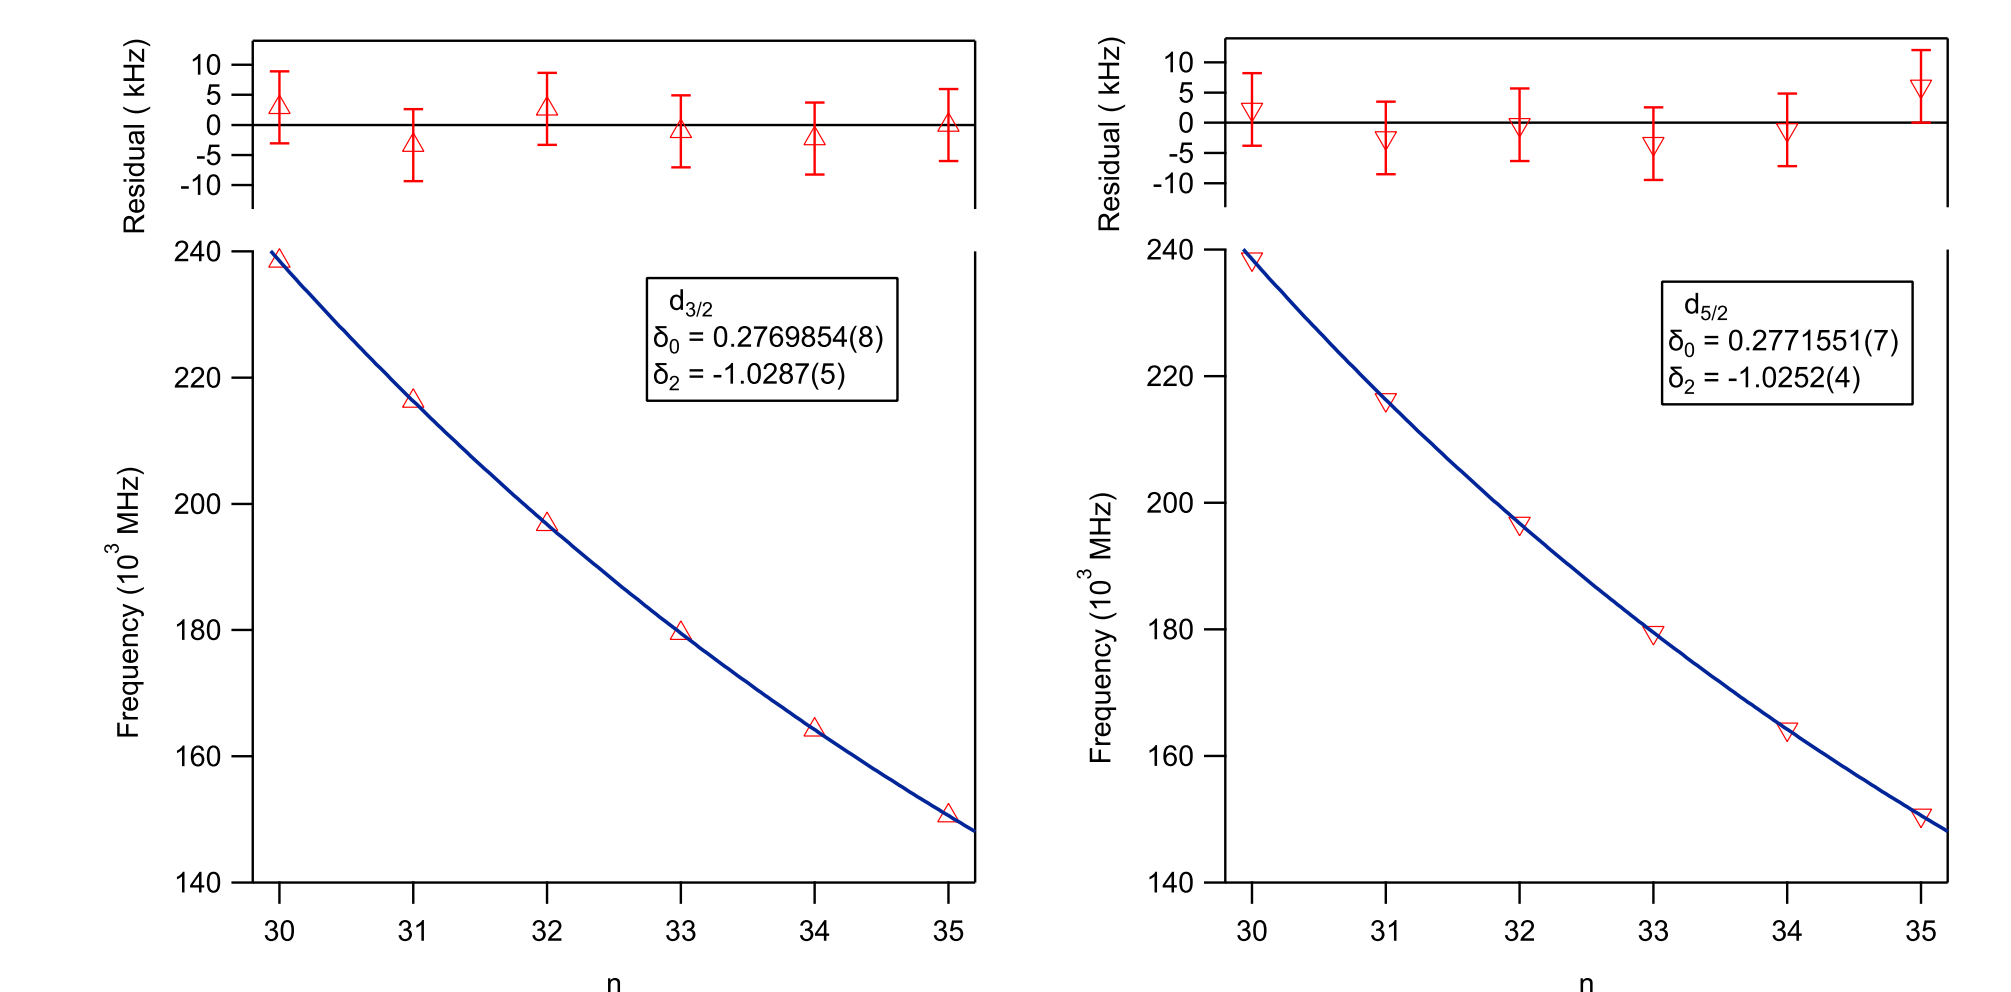 Residual ( kHz)
10
5
0
-5
-10
Frequency (10³ MHz)
240
220
200
180
160
140
d3/2
δ0 = 0.2769854(8)
δ2 = -1.0287(5)
30 31 32 33 34 35
n
Residual ( kHz)
10
5
0
-5
-10
Frequency (10³ MHz)
240
220
200
180
160
140
d5/2
δ0 = 0.2771551(7)
δ2 = -1.0252(4)
30 31 32 33 34 35
n